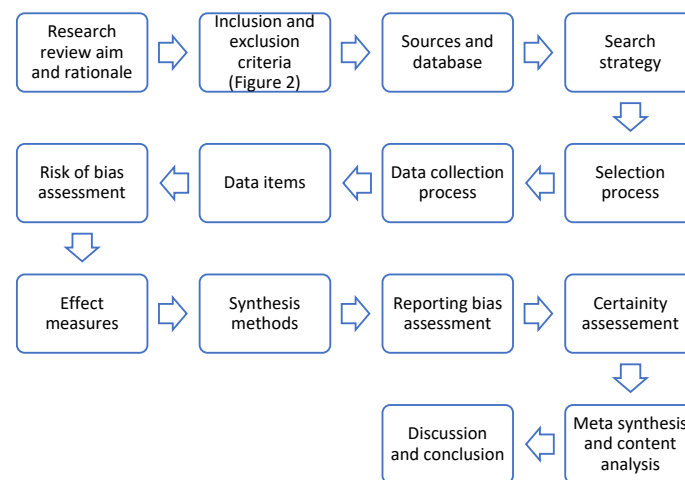 Research
review aim
and rationale
Inclusion and
exclusion
criteria
(Figure 2)
Sources and
database
Search
strategy
Selection
process
Data collection
process
Data items
Risk of bias
assessment
Effect
measures
Synthesis
methods
Reporting bias
assessment
Certainity
assessement
Meta synthesis
and content
analysis
Discussion
and conclusion